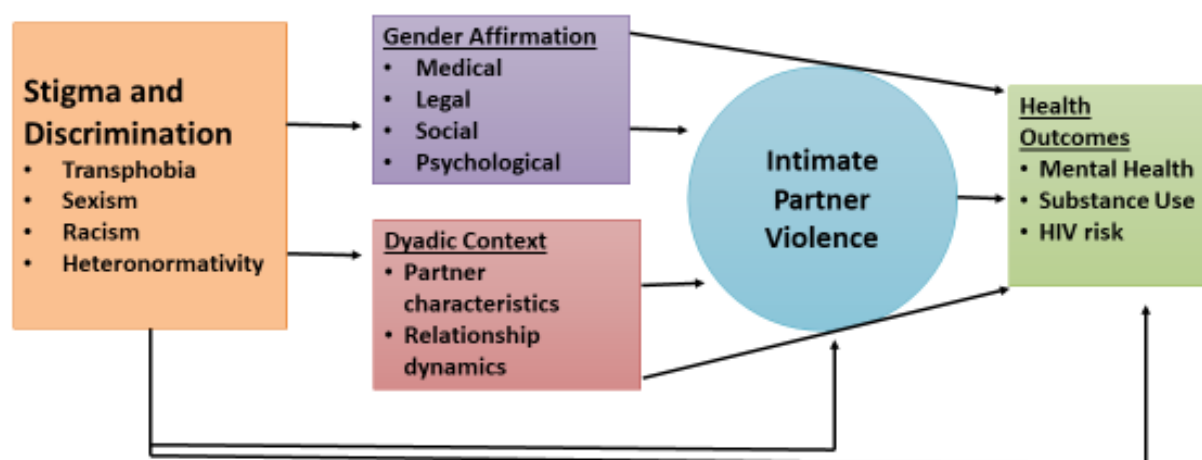 Stigma and
Discrimination
• Transphobia
• Sexism
• Racism
• Heteronormativity
Gender Affirmation
• Medical
• Legal
• Social
• Psychological
Dyadic Context
• Partner
characteristics
• Relationship
dynamics
Intimate
Partner
Violence
Health
Outcomes
• Mental Health
• Substance Use
• HIV risk